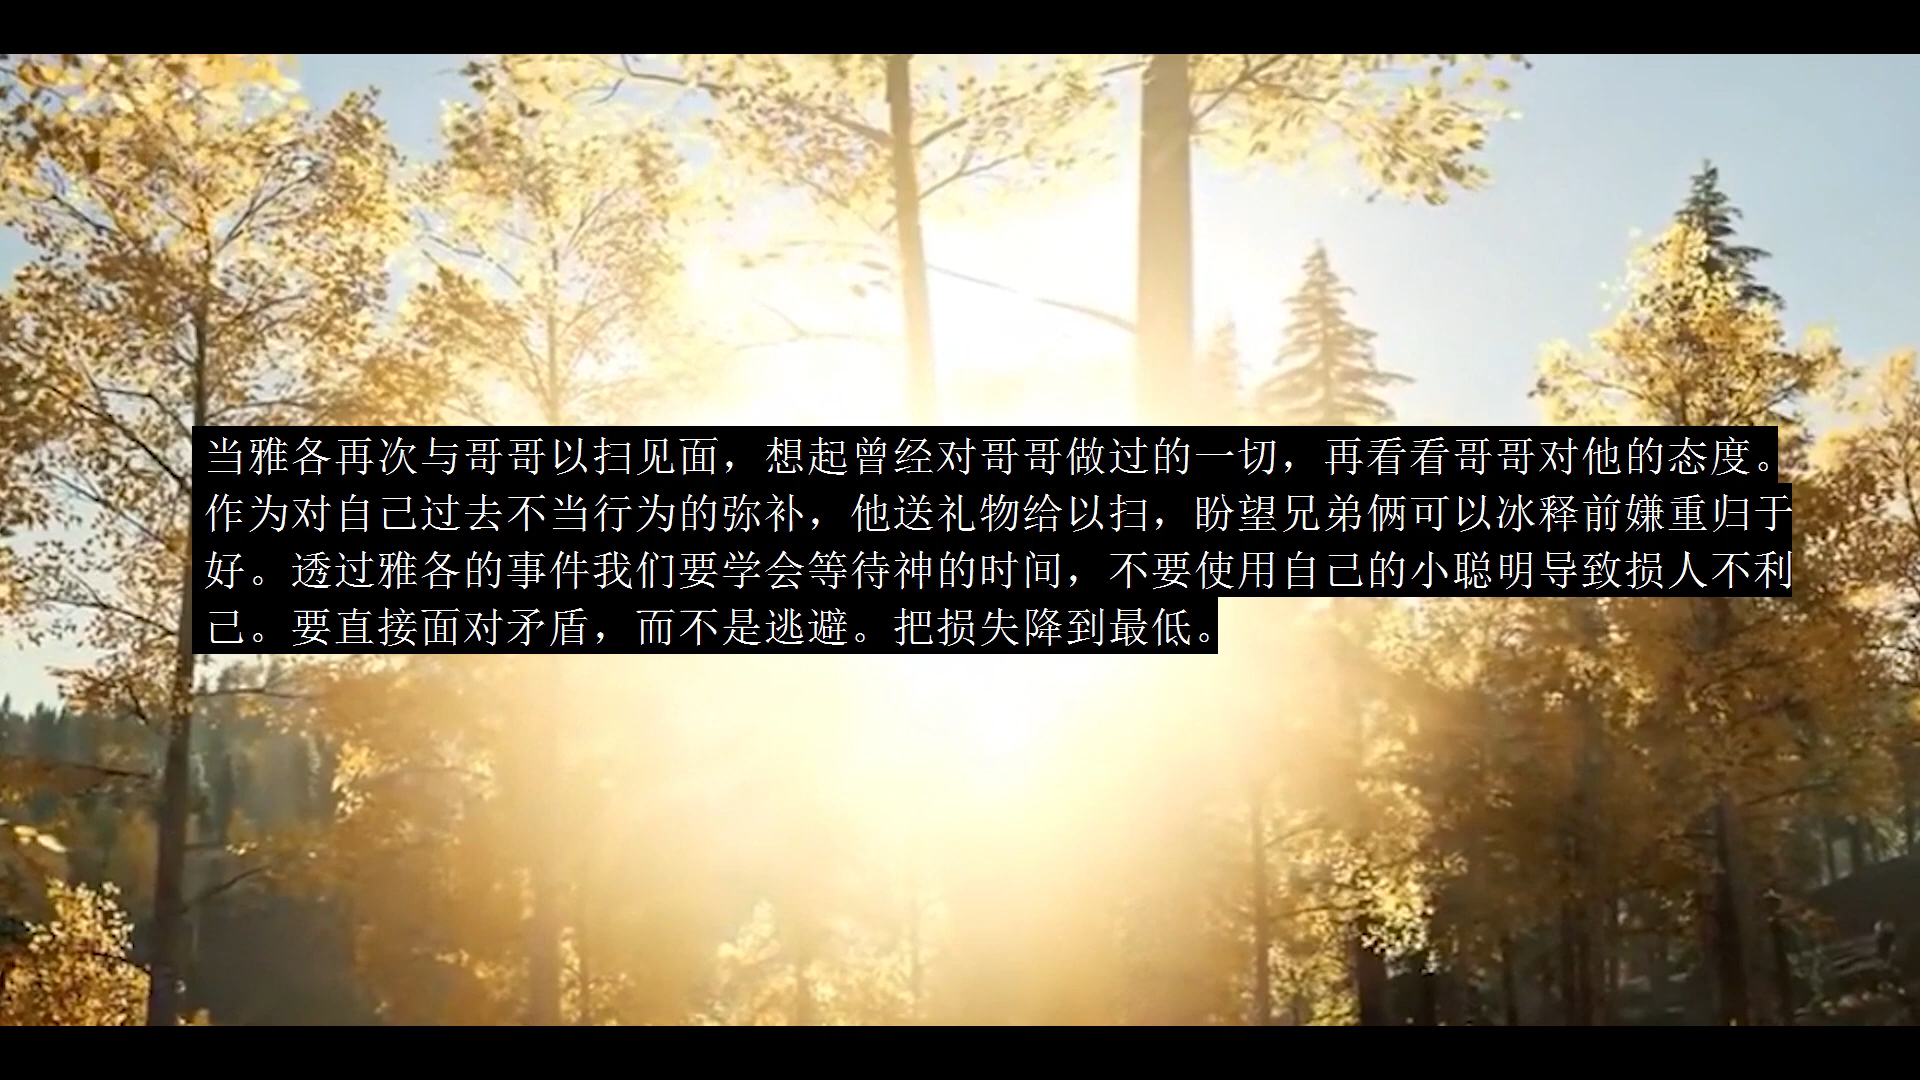 当雅各再次与哥哥以扫见面，想起曾经对哥哥做过的一切，再看看哥哥对他的态度。
作为对自己过去不当行为的弥补，他送礼物给以扫，盼望兄弟俩可以冰释前嫌重归于
好。透过雅各的事件我们要学会等待神的时间，不要使用自己的小聪明导致损人不利
己。要直接面对矛盾，而不是逃避。把损失降到最低。